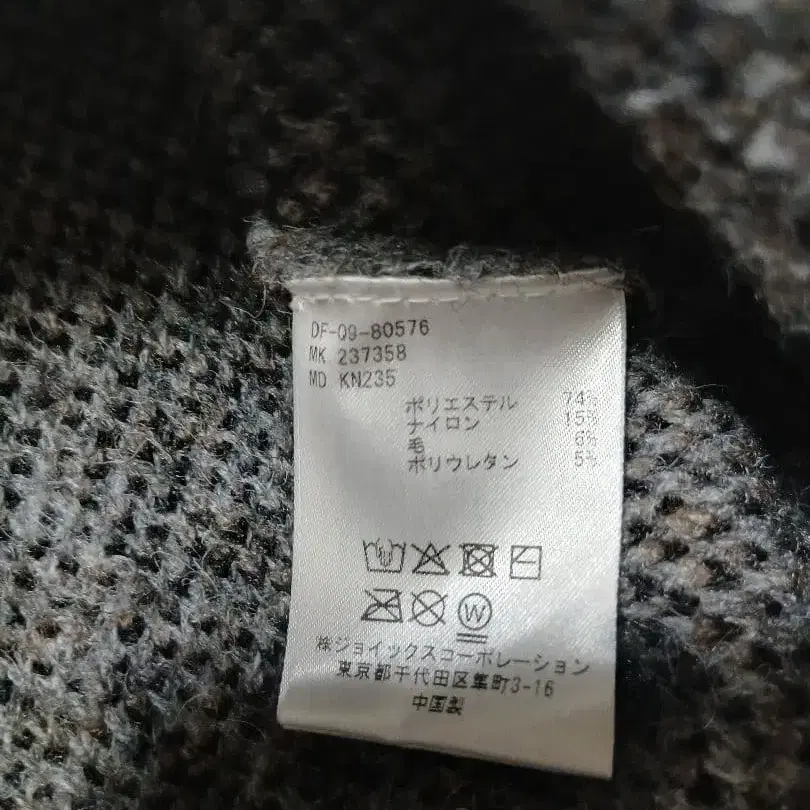 DF-09-80576
MK 237358
MD KN235
ポリエステル 74%
ナイロン 15%
毛 6%
ポリウレタン 5%
W
㈱ジョイックスコーポレーション
東京都千代田区隼町3-16
中国製